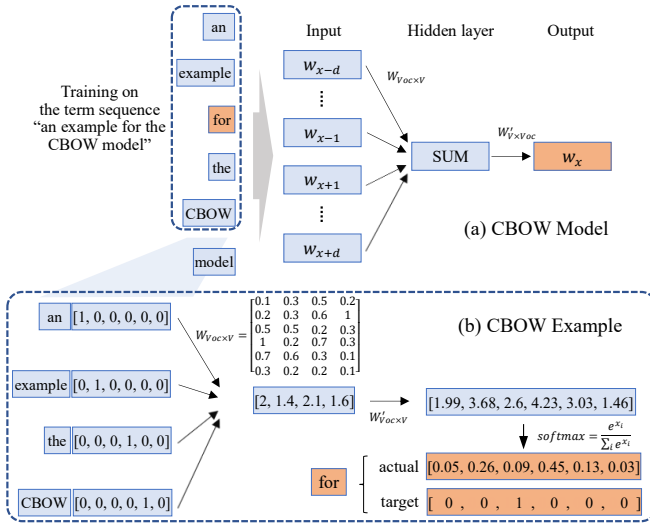 an
example
for
the
CBOW
model
Training on
the term sequence
“an example for the
CBOW model”
Input
Hidden layer
Output
w_{x−d}
w_{x−1}
w_{x+1}
w_{x+d}
W_{Voc×V}
SUM
W'_{V×Voc}
w_x
(a) CBOW Model
(b) CBOW Example
an [1, 0, 0, 0, 0, 0]
example [0, 1, 0, 0, 0, 0]
the [0, 0, 0, 1, 0, 0]
CBOW [0, 0, 0, 0, 1, 0]
W_{Voc×V} =
0.1 0.3 0.5 0.2
0.2 0.3 0.6 1
0.5 0.5 0.2 0.3
1 0.2 0.7 0.3
0.7 0.6 0.3 0.1
0.3 0.2 0.2 0.1
[2, 1.4, 2.1, 1.6]
W'_{Voc×V}
[1.99, 3.68, 2.6, 4.23, 3.03, 1.46]
softmax = e^{x_i} / ∑_i e^{x_i}
for
actual [0.05, 0.26, 0.09, 0.45, 0.13, 0.03]
target [ 0 , 0 , 1 , 0 , 0 , 0 ]